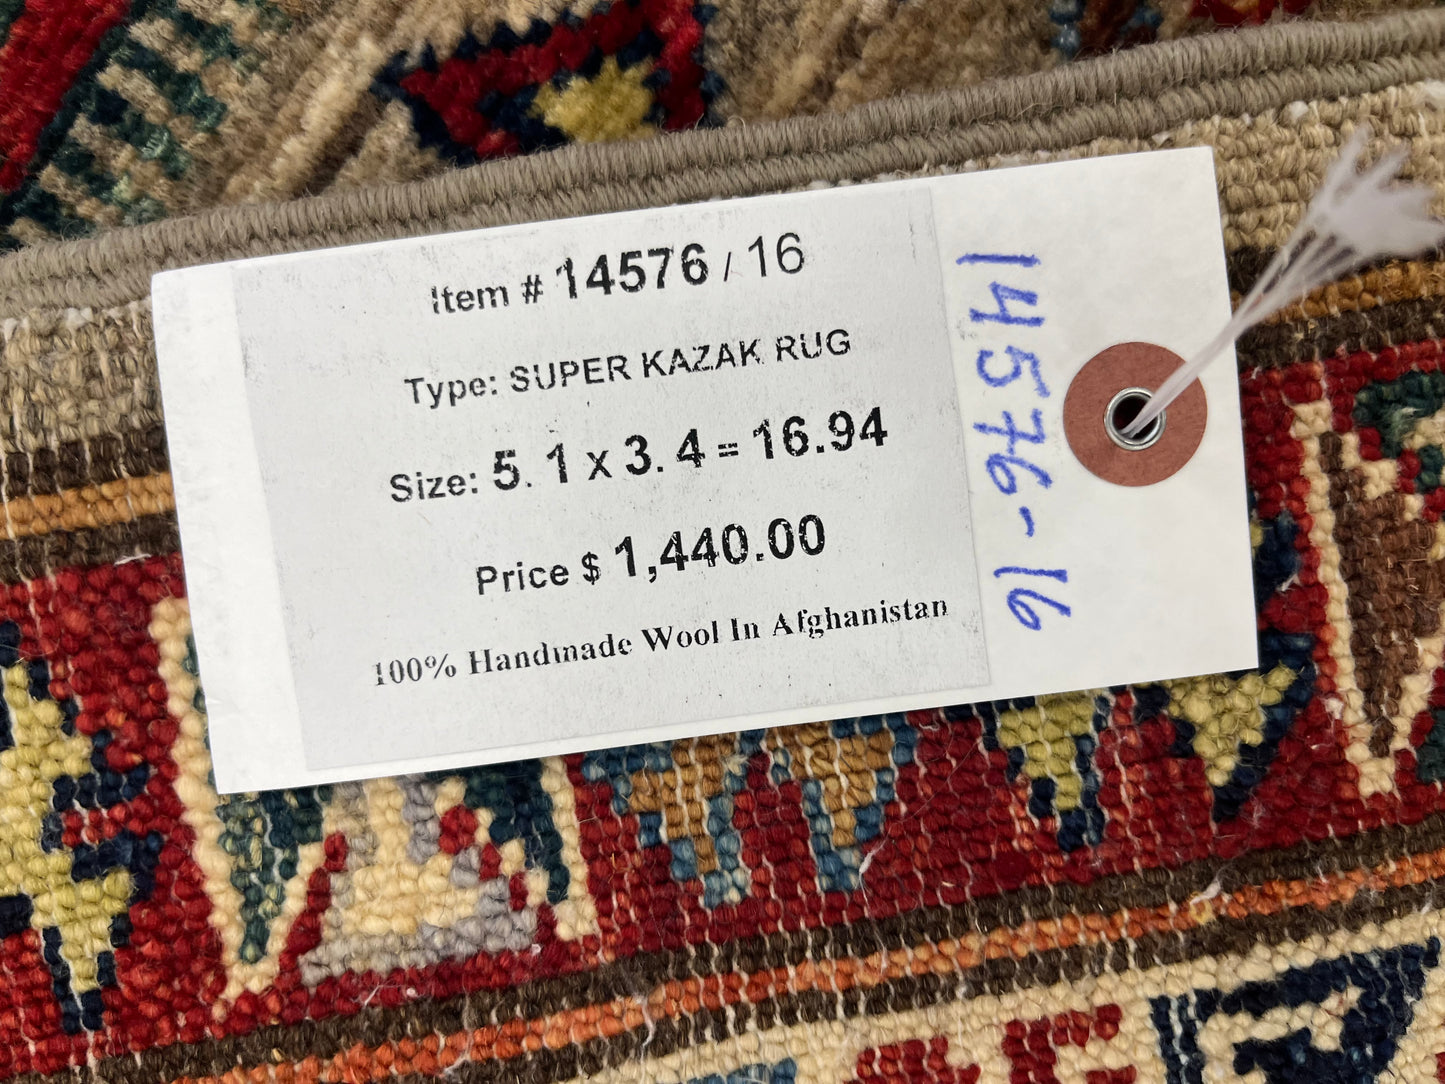 Item # 14576 / 16
Type: SUPER KAZAK RUG
Size: 5. 1 x 3. 4 = 16.94
Price $ 1,440.00
100% Handmade Wool In Afghanistan
14576-16